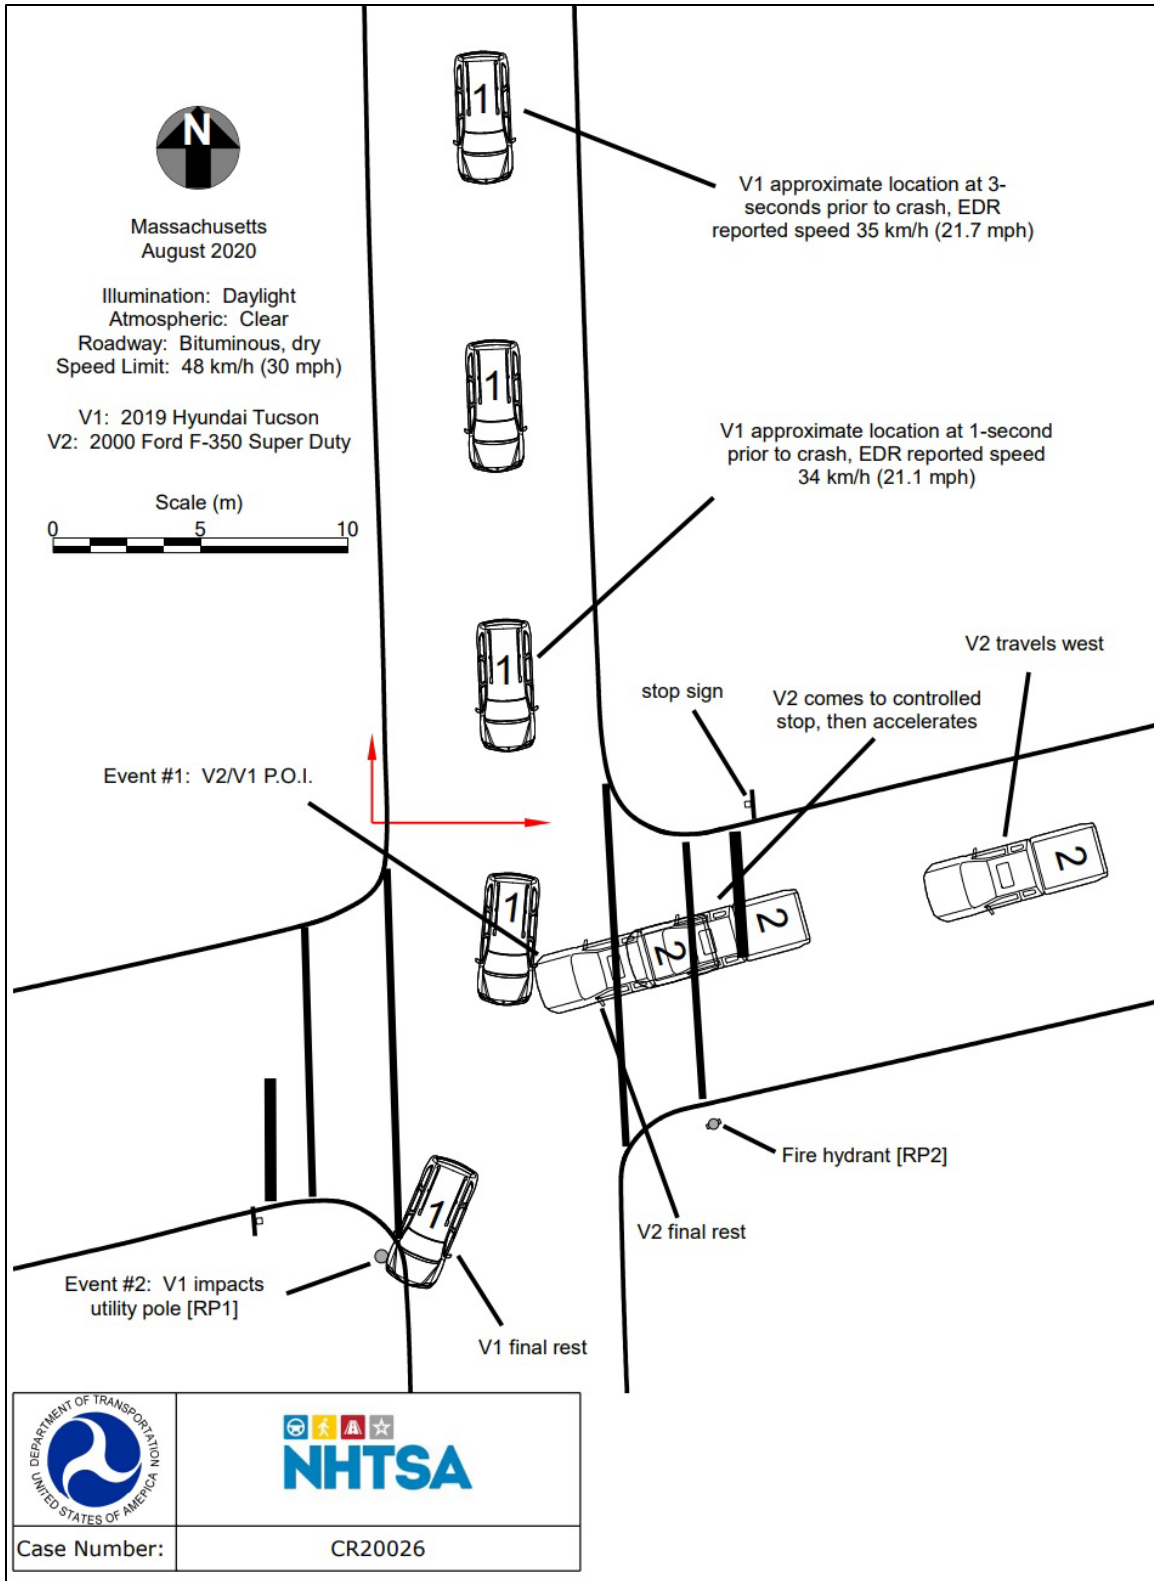 N
Massachusetts
August 2020
Illumination: Daylight
Atmospheric: Clear
Roadway: Bituminous, dry
Speed Limit: 48 km/h (30 mph)
V1: 2019 Hyundai Tucson
V2: 2000 Ford F-350 Super Duty
Scale (m)
0 5 10
1
V1 approximate location at 3-
seconds prior to crash, EDR
reported speed 35 km/h (21.7 mph)
1
V1 approximate location at 1-second
prior to crash, EDR reported speed
34 km/h (21.1 mph)
1
V2 travels west
stop sign
V2 comes to controlled
stop, then accelerates
Event #1: V2/V1 P.O.I.
1
2
2
2
Fire hydrant [RP2]
V2 final rest
1
Event #2: V1 impacts
utility pole [RP1]
V1 final rest
DEPARTMENT OF TRANSPORTATION
UNITED STATES OF AMERICA
NHTSA
Case Number: CR20026